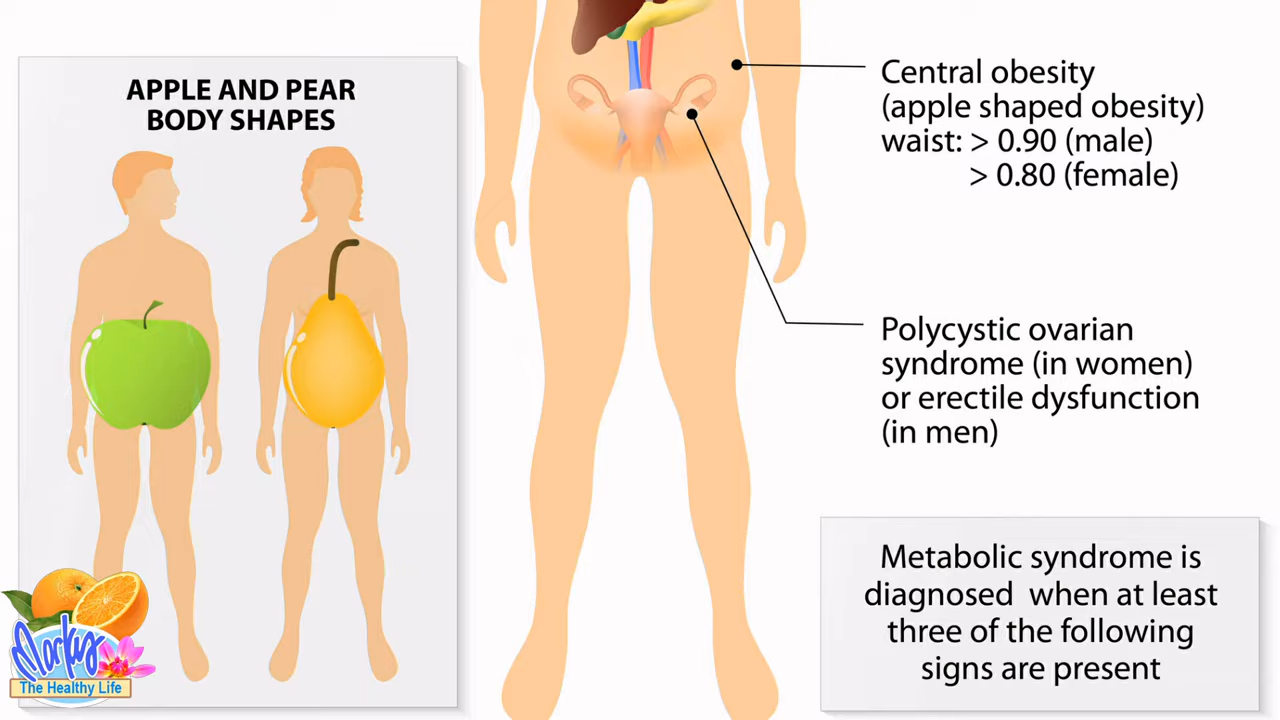 APPLE AND PEAR
BODY SHAPES
Central obesity
(apple shaped obesity)
waist: > 0.90 (male)
> 0.80 (female)
Polycystic ovarian
syndrome (in women)
or erectile dysfunction
(in men)
Metabolic syndrome is
diagnosed when at least
three of the following
signs are present
Markys
The Healthy Life